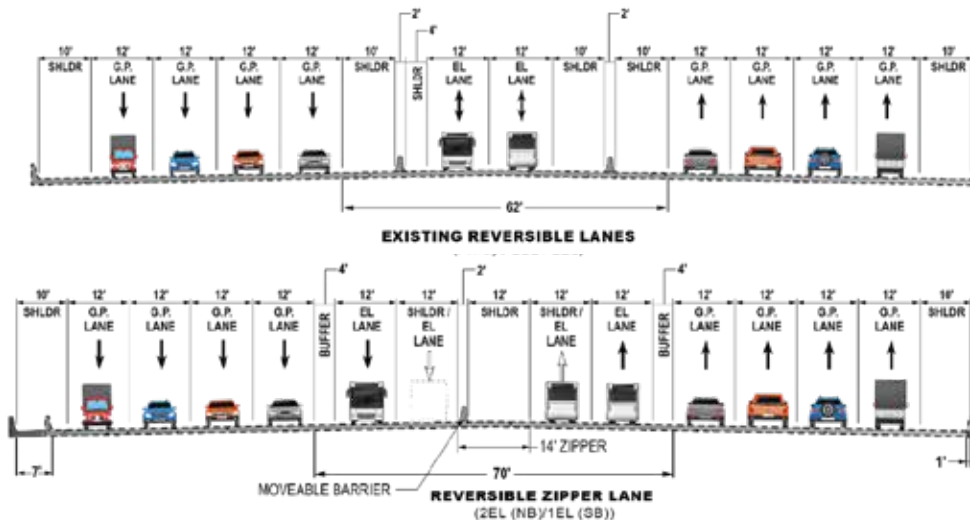 2'
4'
2'
10'
12'
12'
12'
12'
10'
12'
12'
10'
10'
12'
12'
12'
12'
10'
SHLDR
G.P.
LANE
G.P.
LANE
G.P.
LANE
G.P.
LANE
SHLDR
SHLDR
EL
LANE
EL
LANE
SHLDR
SHLDR
G.P.
LANE
G.P.
LANE
G.P.
LANE
G.P.
LANE
SHLDR
62'
EXISTING REVERSIBLE LANES
4'
2'
4'
10'
12'
12'
12'
12'
12'
12'
12'
12'
12'
12'
12'
12'
12'
10'
SHLDR
G.P.
LANE
G.P.
LANE
G.P.
LANE
G.P.
LANE
BUFFER
EL
LANE
SHLDR /
EL
LANE
SHLDR
SHLDR /
EL
LANE
EL
LANE
BUFFER
G.P.
LANE
G.P.
LANE
G.P.
LANE
G.P.
LANE
SHLDR
14' ZIPPER
7'
70'
1'
MOVEABLE BARRIER
REVERSIBLE ZIPPER LANE
(2EL (NB)/1EL (SB))